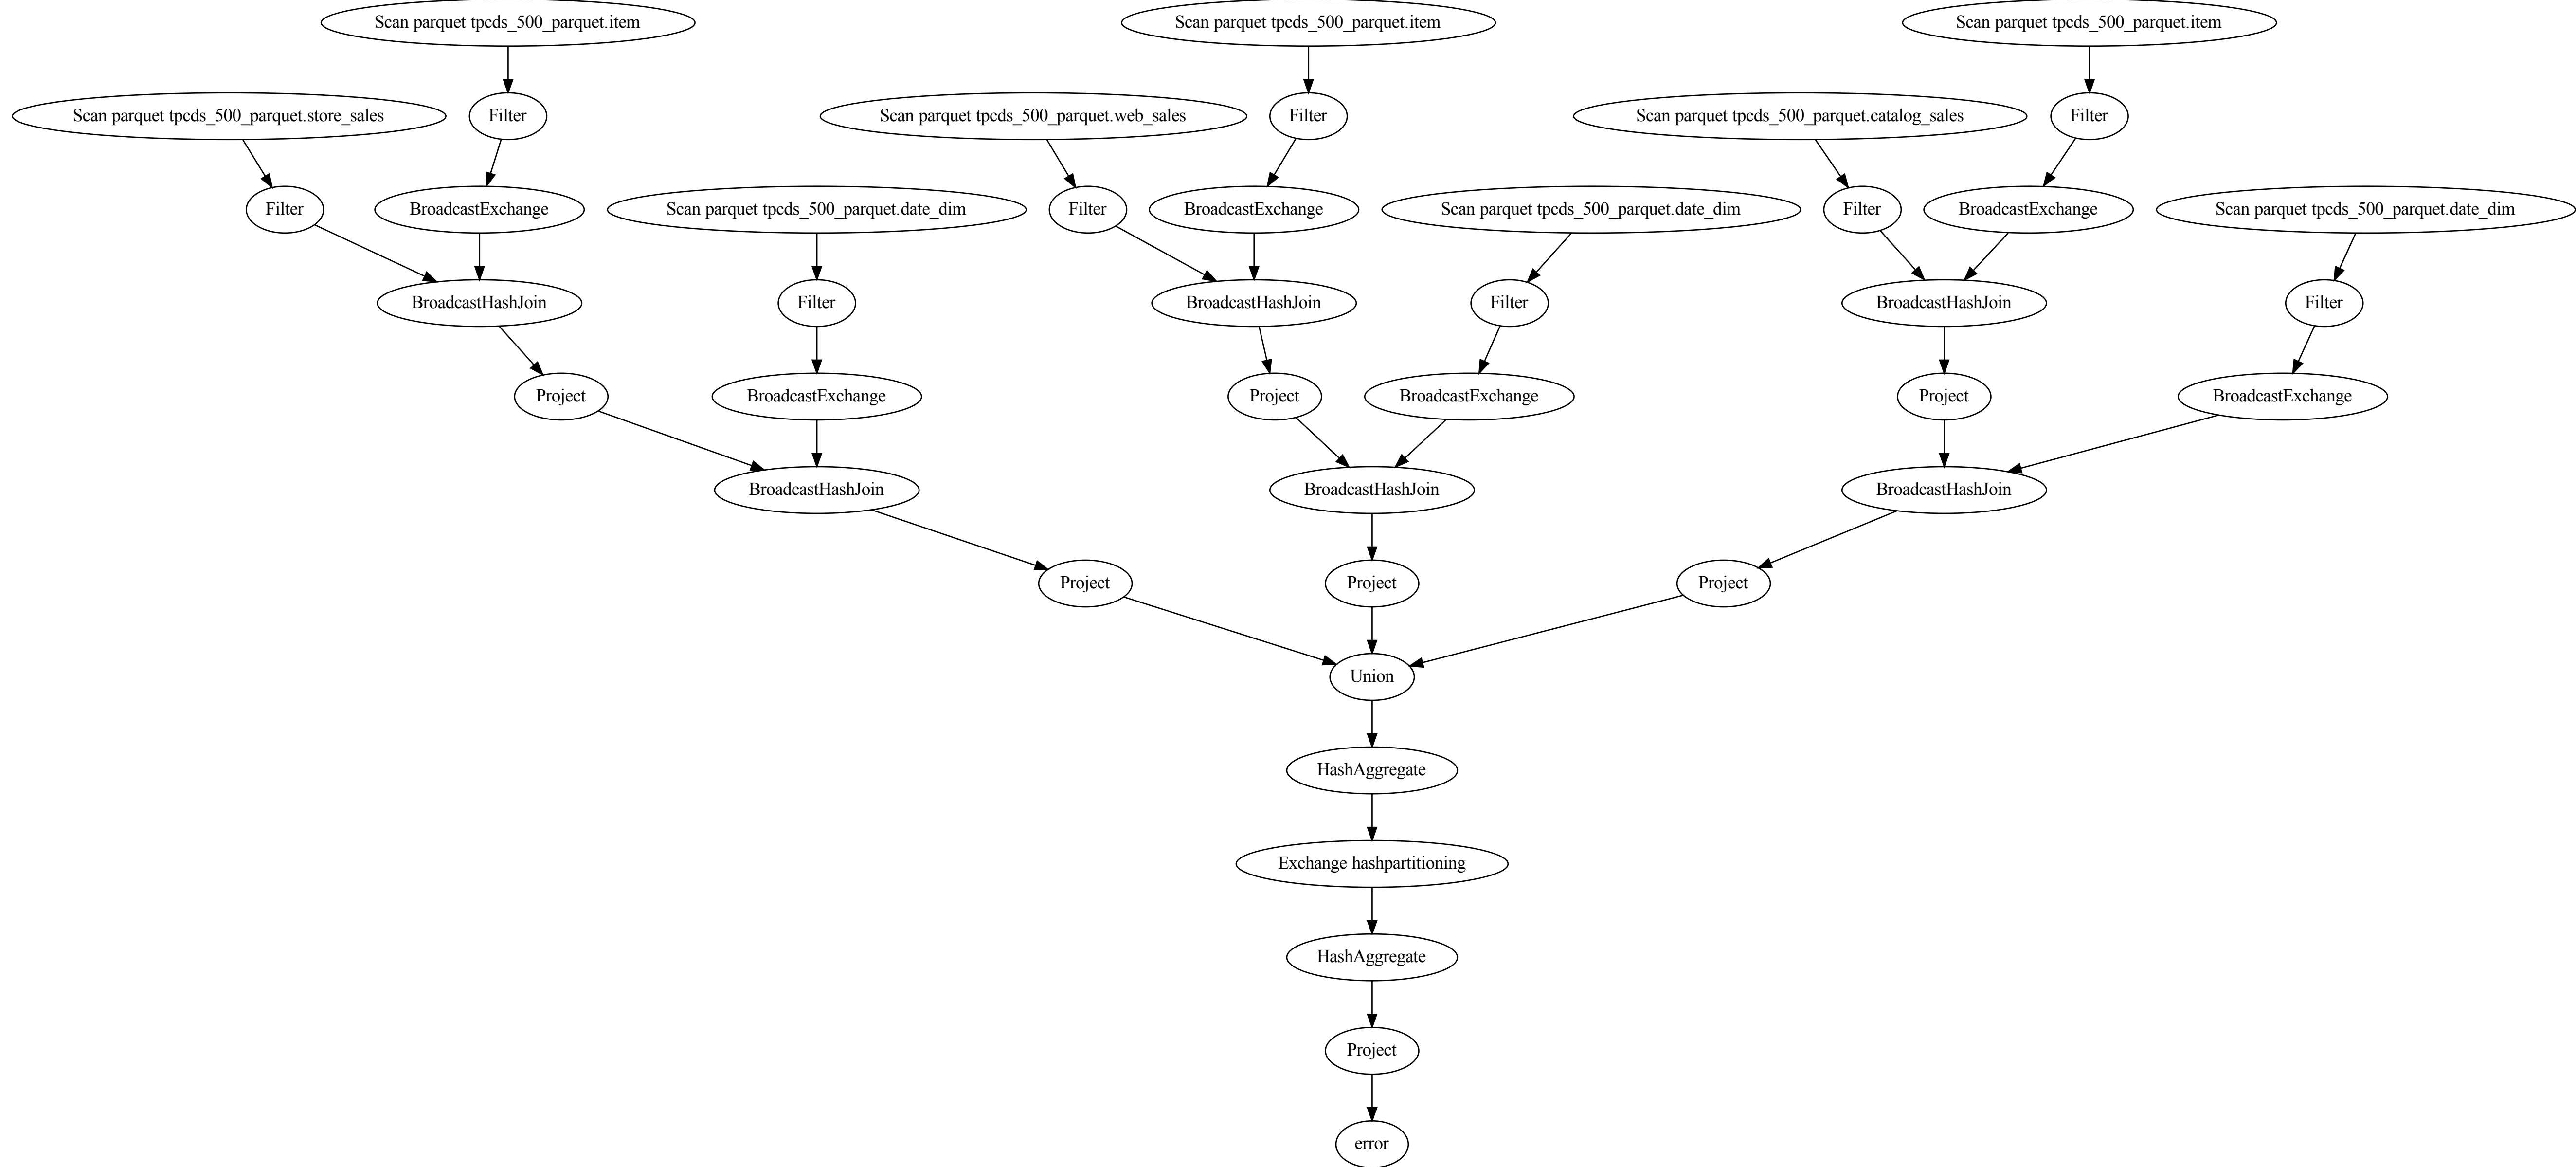 Scan parquet tpcds_500_parquet.item
Scan parquet tpcds_500_parquet.item
Scan parquet tpcds_500_parquet.item
Scan parquet tpcds_500_parquet.store_sales
Filter
Scan parquet tpcds_500_parquet.web_sales
Filter
Scan parquet tpcds_500_parquet.catalog_sales
Filter
Filter
BroadcastExchange
Scan parquet tpcds_500_parquet.date_dim
Filter
BroadcastExchange
Scan parquet tpcds_500_parquet.date_dim
Filter
BroadcastExchange
Scan parquet tpcds_500_parquet.date_dim
BroadcastHashJoin
Filter
BroadcastHashJoin
Filter
BroadcastHashJoin
Filter
Project
BroadcastExchange
Project
BroadcastExchange
Project
BroadcastExchange
BroadcastHashJoin
BroadcastHashJoin
BroadcastHashJoin
Project
Project
Project
Union
HashAggregate
Exchange hashpartitioning
HashAggregate
Project
error